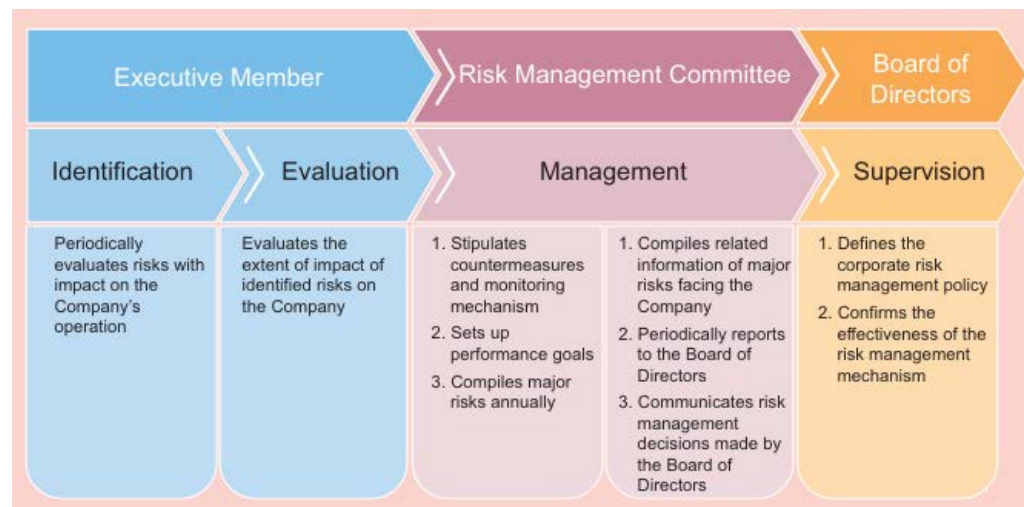 Executive Member
Risk Management Committee
Board of
Directors
Identification
Evaluation
Management
Supervision
Periodically
evaluates risks with
impact on the
Company's
operation
Evaluates the
extent of impact of
identified risks on
the Company
1. Stipulates
countermeasures
and monitoring
mechanism
2. Sets up
performance goals
3. Compiles major
risks annually
1. Compiles related
information of major
risks facing the
Company
2. Periodically reports
to the Board of
Directors
3. Communicates risk
management
decisions made by
the Board of
Directors
1. Defines the
corporate risk
management policy
2. Confirms the
effectiveness of the
risk management
mechanism